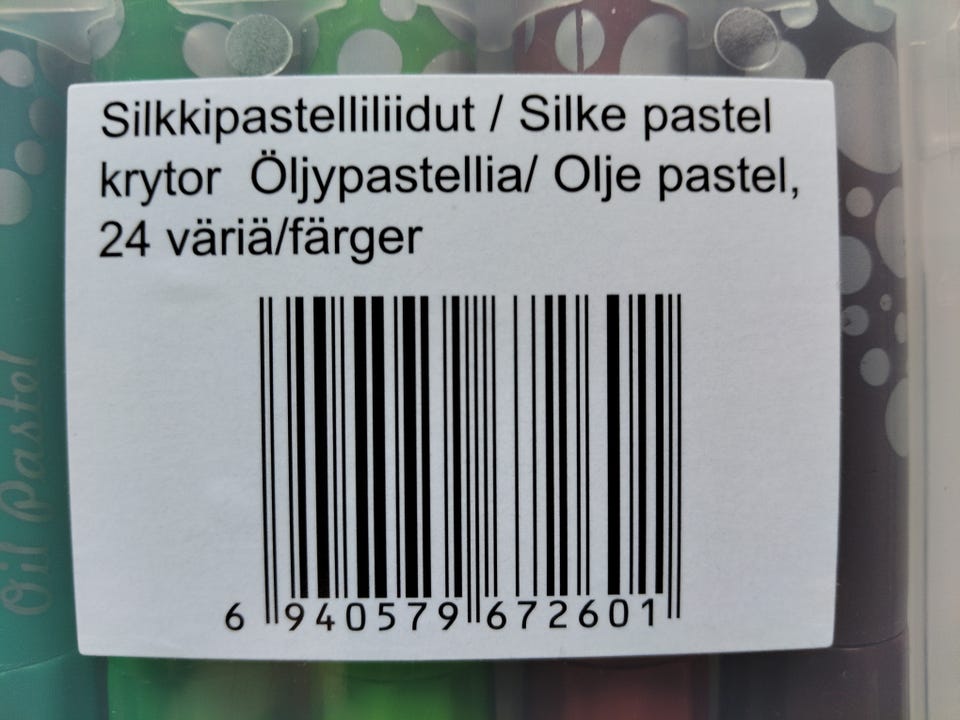 Silkkipastelliliidut / Silke pastel
krytor  Öljypastellia/ Olje pastel,
24 väriä/färger
6 940579 672601
Oil Pastel